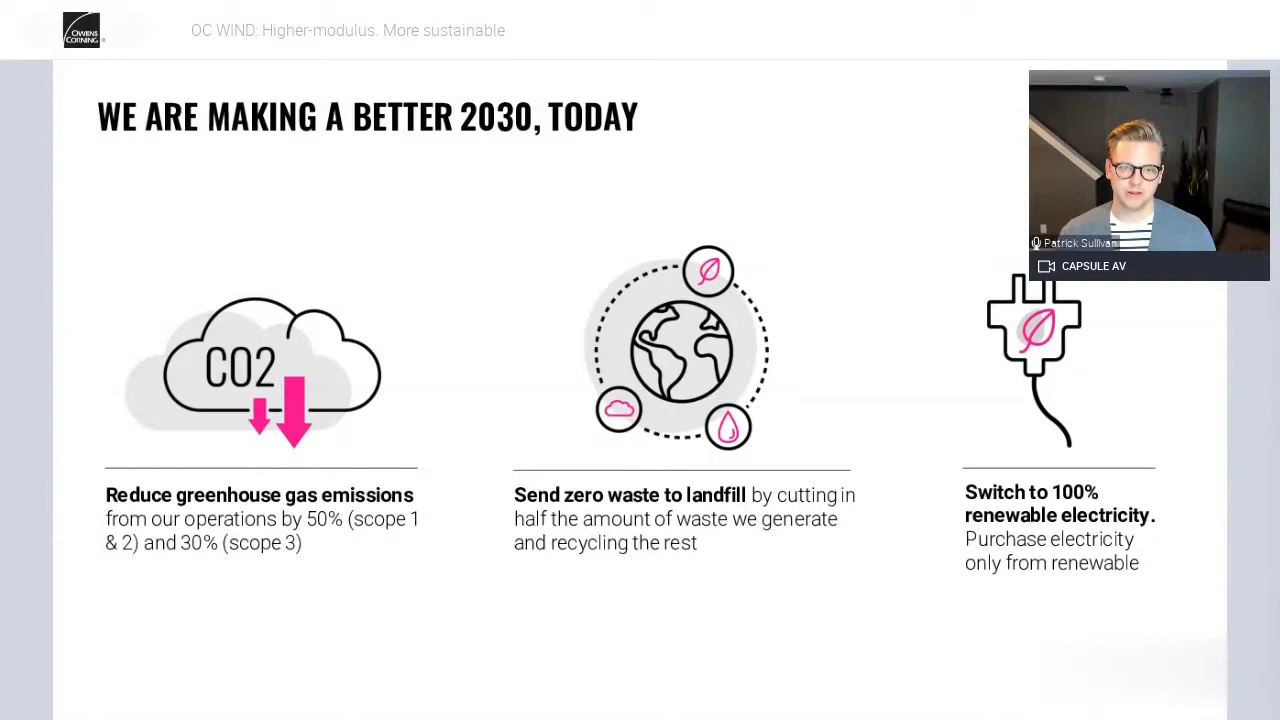 OWENS
CORNING
OC WIND: Higher-modulus. More sustainable
WE ARE MAKING A BETTER 2030, TODAY
Patrick Sullivan
CAPSULE AV
CO2
Reduce greenhouse gas emissions
from our operations by 50% (scope 1
& 2) and 30% (scope 3)
Send zero waste to landfill by cutting in
half the amount of waste we generate
and recycling the rest
Switch to 100%
renewable electricity.
Purchase electricity
only from renewable